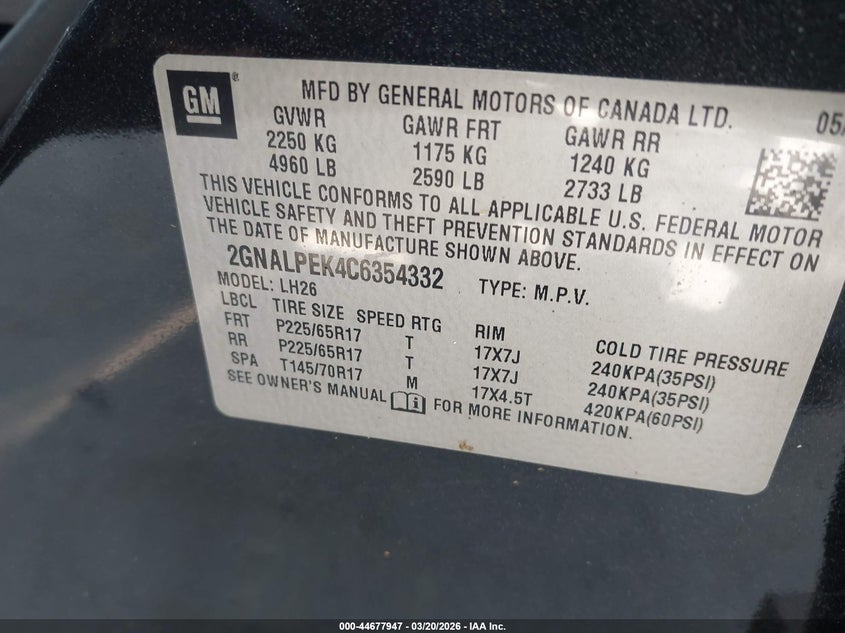 GM
MFD BY GENERAL MOTORS OF CANADA LTD.
05/
GVWR GAWR FRT GAWR RR
2250 KG 1175 KG 1240 KG
4960 LB 2590 LB 2733 LB
THIS VEHICLE CONFORMS TO ALL APPLICABLE U.S. FEDERAL MOTOR
VEHICLE SAFETY AND THEFT PREVENTION STANDARDS IN EFFECT ON
THE DATE OF MANUFACTURE SHOWN ABOVE.
2GNALPEK4C6354332 TYPE: M.P.V.
MODEL: LH26
LBCL TIRE SIZE SPEED RTG RIM COLD TIRE PRESSURE
FRT P225/65R17 T 17X7J 240KPA(35PSI)
RR P225/65R17 T 17X7J 240KPA(35PSI)
SPA T145/70R17 M 17X4.5T 420KPA(60PSI)
SEE OWNER'S MANUAL FOR MORE INFORMATION.
000-44677947 - 03/20/2026 - IAA Inc.